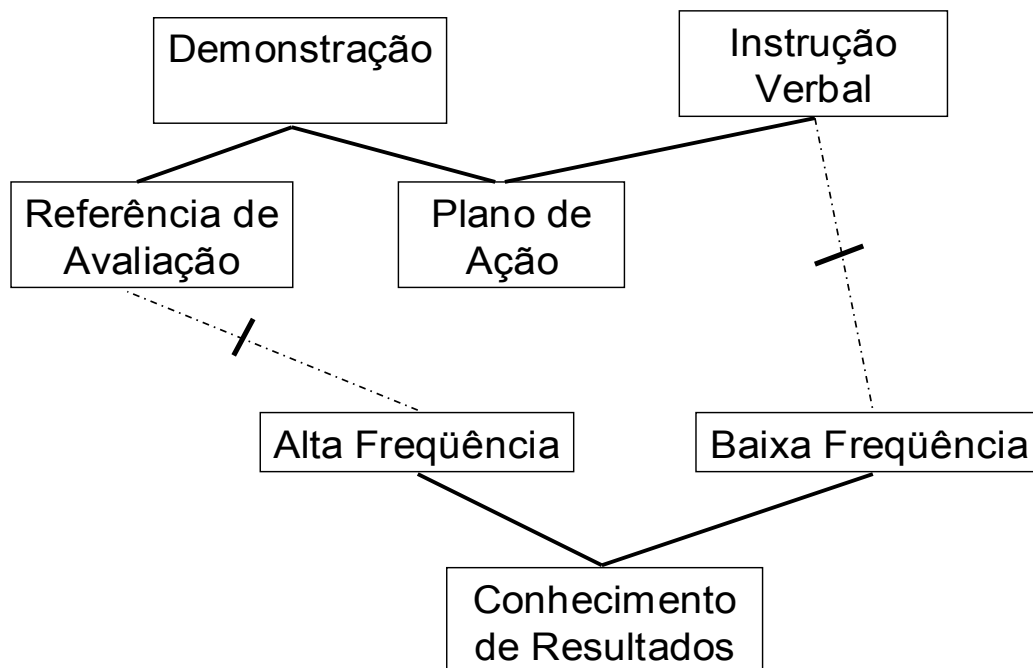 Demonstração
Instrução
Verbal
Referência de
Avaliação
Plano de
Ação
Alta Freqüência
Baixa Freqüência
Conhecimento
de Resultados